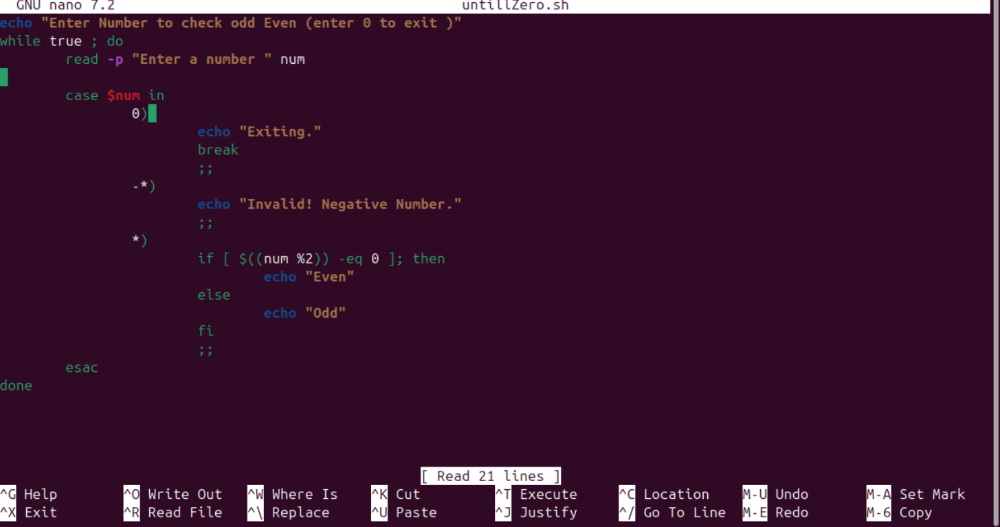 GNU nano 7.2 untillZero.sh
echo "Enter Number to check odd Even (enter 0 to exit )"
while true ; do
        read -p "Enter a number " num
        case $num in
                0)
                        echo "Exiting."
                        break
                        ;;
                -*)
                        echo "Invalid! Negative Number."
                        ;;
                *)
                        if [ $((num %2)) -eq 0 ]; then
                                echo "Even"
                        else
                                echo "Odd"
                        fi
                        ;;
        esac
done
[ Read 21 lines ]
^G Help ^O Write Out ^W Where Is ^K Cut ^T Execute ^C Location M-U Undo M-A Set Mark
^X Exit ^R Read File ^\ Replace ^U Paste ^J Justify ^/ Go To Line M-E Redo M-6 Copy